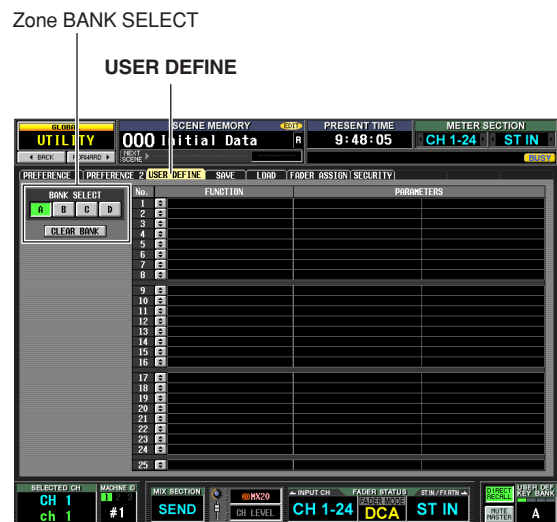 Zone BANK SELECT
USER DEFINE
GLOBAL
UTILITY
BACK FORWARD
SCENE MEMORY EDIT
000 Initial Data R
NEXT SCENE
PRESENT TIME
9:48:05
METER SECTION
CH 1-24 ST IN
BUSY
PREFERENCE 1 PREFERENCE 2 USER DEFINE SAVE LOAD FADER ASSIGN SECURITY
BANK SELECT
A B C D
CLEAR BANK
No. FUNCTION PARAMETERS
1
2
3
4
5
6
7
8
9
10
11
12
13
14
15
16
17
18
19
20
21
22
23
24
25
SELECTED CH
CH 1
ch 1
MACHINE ID
1 2 3
#1
MIX SECTION
SEND
MX20
CH LEVEL
INPUT CH FADER STATUS ST IN/FXRTN
CH 1-24
FADER MODE
DCA
ST IN
DIRECT RECALL
MUTE MASTER
USER DEF KEY BANK
A